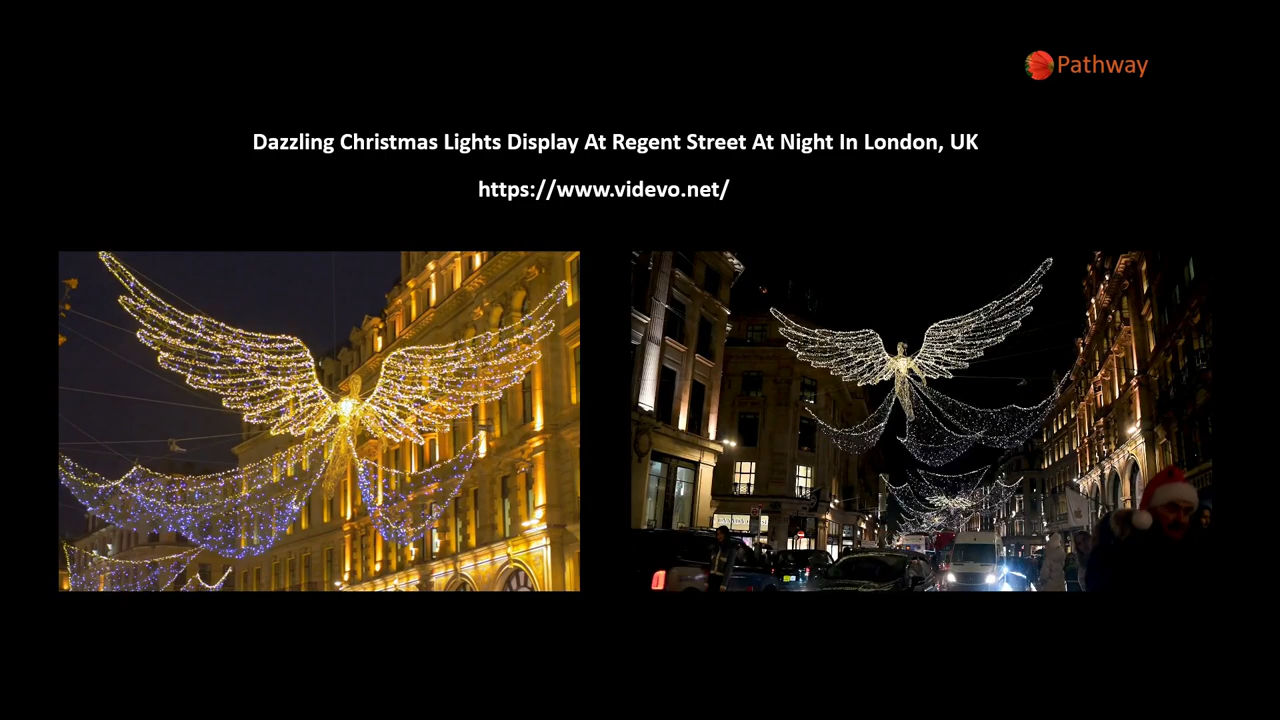 Pathway
Dazzling Christmas Lights Display At Regent Street At Night In London, UK
https://www.videvo.net/